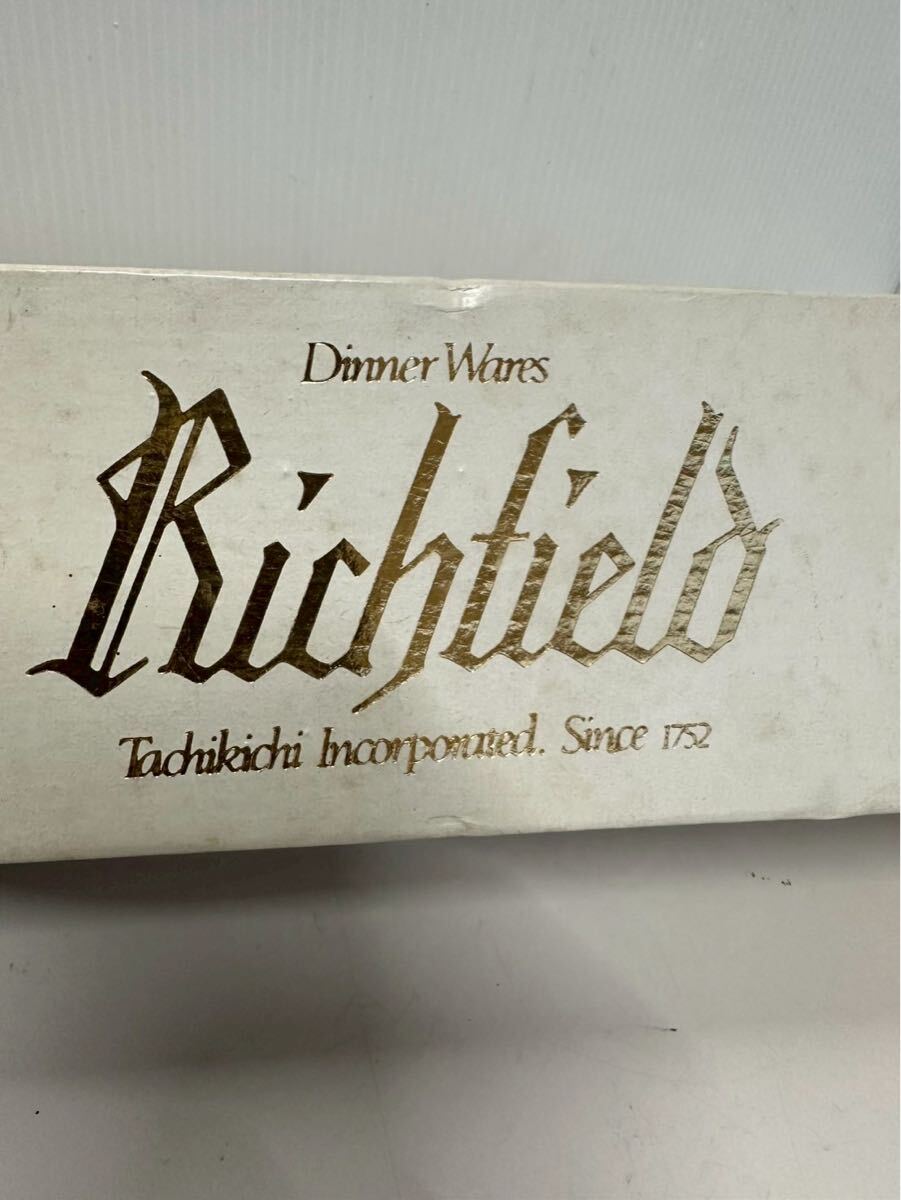 Dinner Wares
Richfield
Tachikichi Incorporated. Since 1752